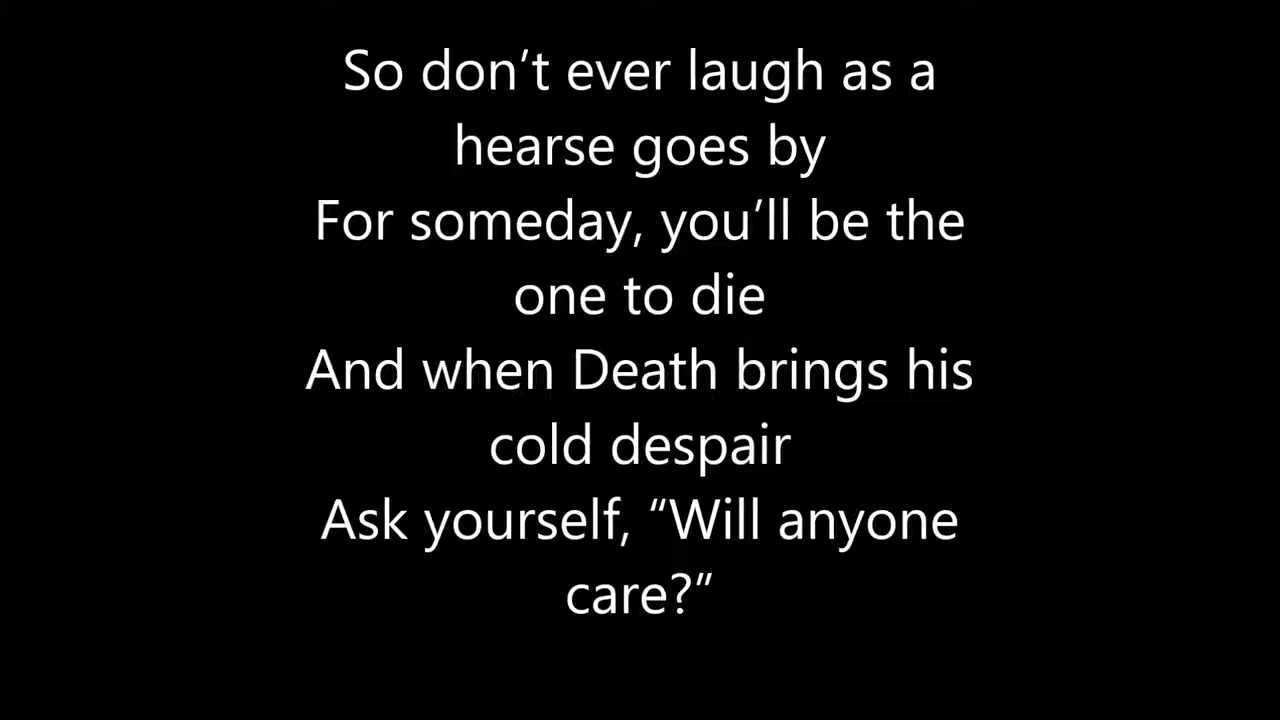 So don’t ever laugh as a
hearse goes by
For someday, you’ll be the
one to die
And when Death brings his
cold despair
Ask yourself, “Will anyone
care?”